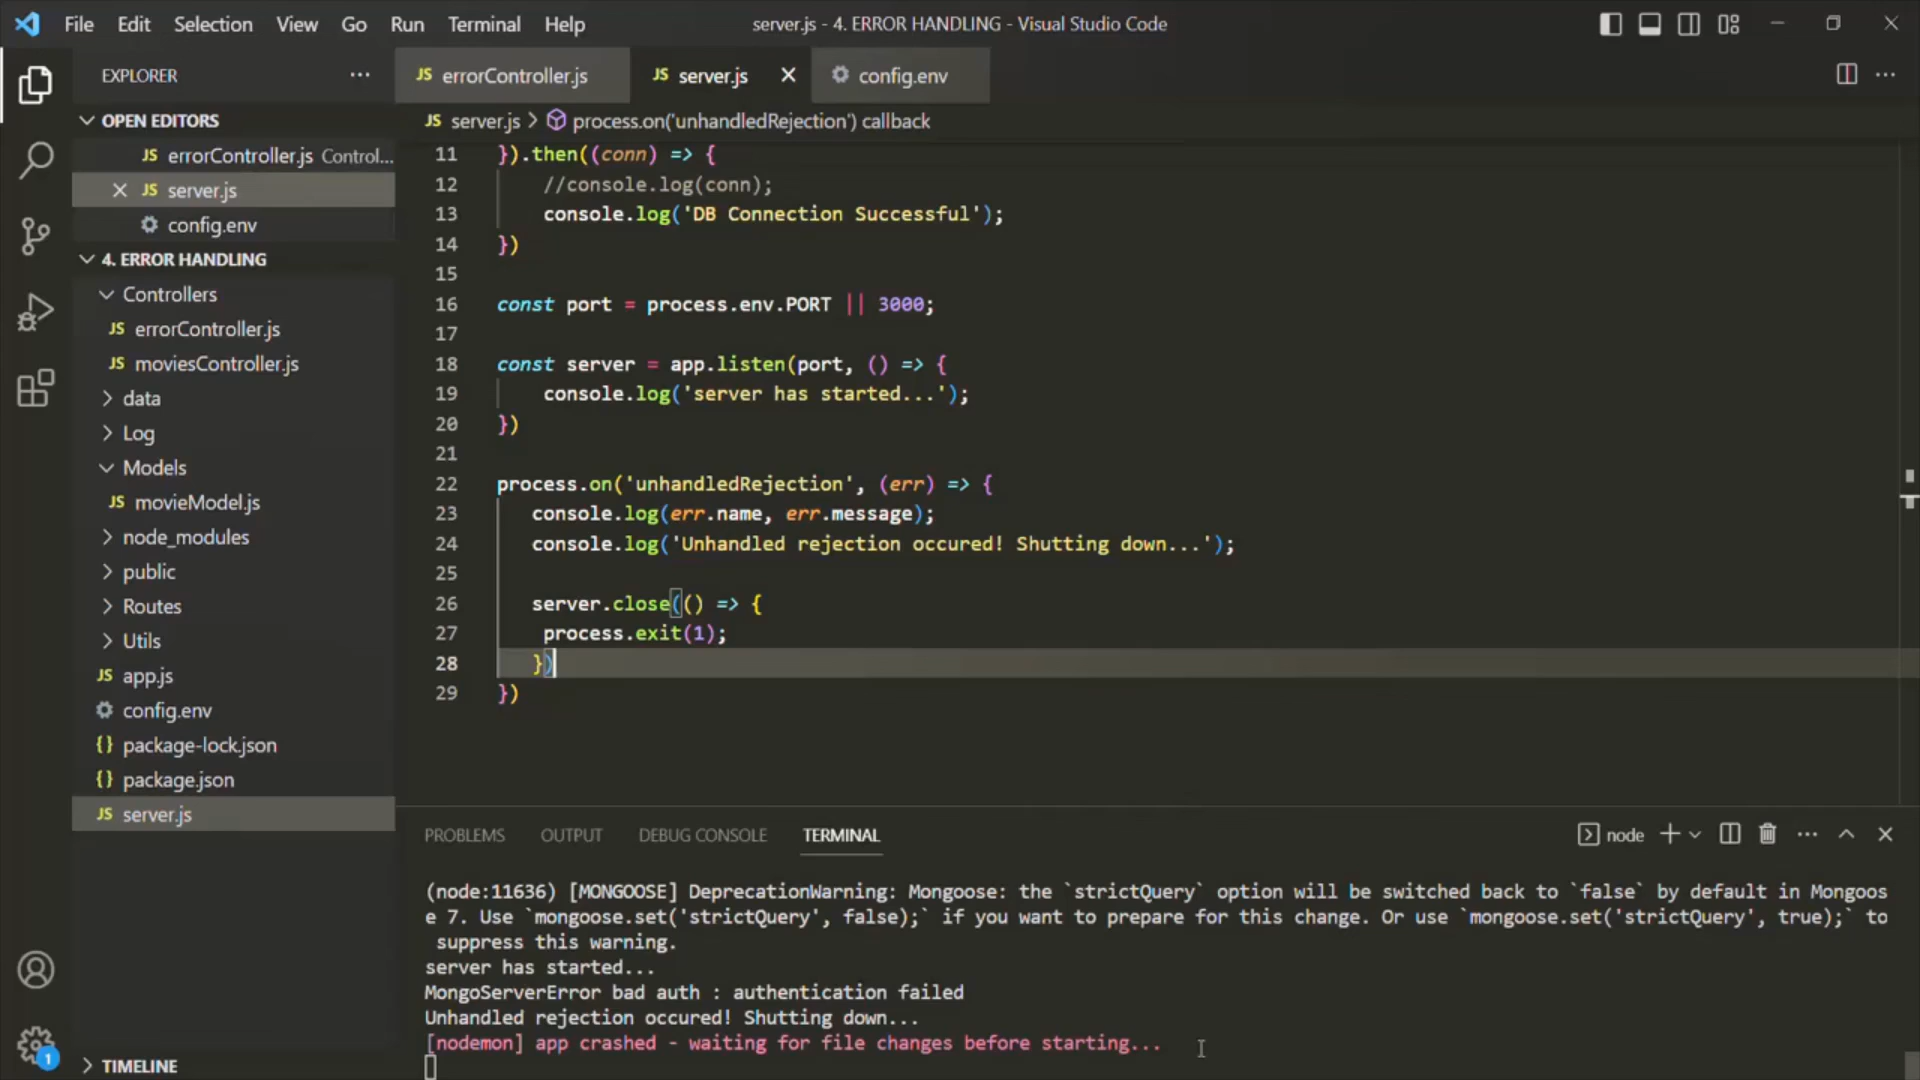 File Edit Selection View Go Run Terminal Help
server.js - 4. ERROR HANDLING - Visual Studio Code
EXPLORER
OPEN EDITORS
JS errorController.js Control...
JS server.js
config.env
4. ERROR HANDLING
Controllers
JS errorController.js
JS moviesController.js
data
Log
Models
JS movieModel.js
node_modules
public
Routes
Utils
JS app.js
config.env
{} package-lock.json
{} package.json
JS server.js
TIMELINE
1
JS errorController.js
JS server.js
config.env
JS server.js > process.on('unhandledRejection') callback
11 }).then((conn) => {
12 //console.log(conn);
13 console.log('DB Connection Successful');
14 })
15
16 const port = process.env.PORT || 3000;
17
18 const server = app.listen(port, () => {
19 console.log('server has started...');
20 })
21
22 process.on('unhandledRejection', (err) => {
23 console.log(err.name, err.message);
24 console.log('Unhandled rejection occured! Shutting down...');
25
26 server.close(() => {
27 process.exit(1);
28 })
29 })
PROBLEMS OUTPUT DEBUG CONSOLE TERMINAL
node
(node:11636) [MONGOOSE] DeprecationWarning: Mongoose: the `strictQuery` option will be switched back to `false` by default in Mongoos
e 7. Use `mongoose.set('strictQuery', false);` if you want to prepare for this change. Or use `mongoose.set('strictQuery', true);` to
suppress this warning.
server has started...
MongoServerError bad auth : authentication failed
Unhandled rejection occured! Shutting down...
[nodemon] app crashed - waiting for file changes before starting...